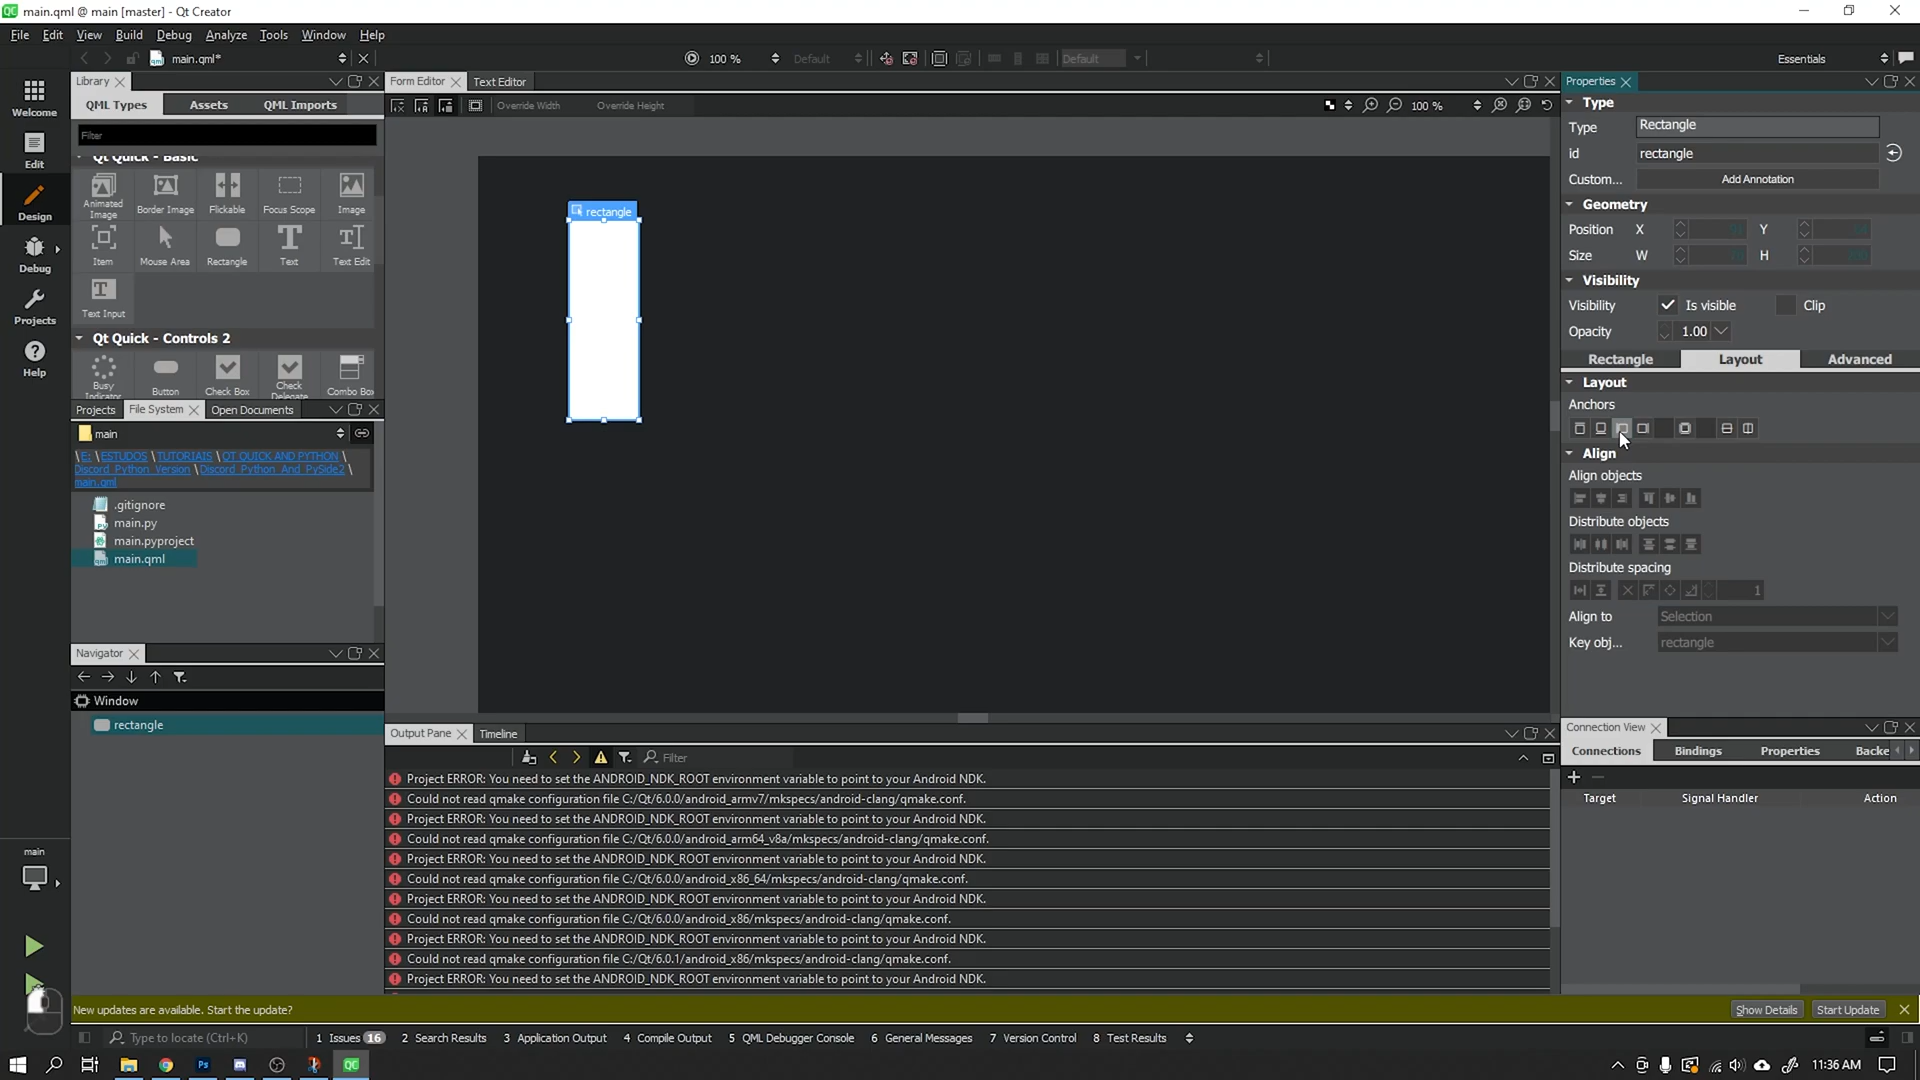 main.qml @ main [master] - Qt Creator
File Edit View Build Debug Analyze Tools Window Help
main.qml* 100 % Default Default Essentials
Library Form Editor Text Editor Properties
QML Types Assets QML Imports Override Width Override Height 100 %
Filter
Qt Quick - Basic
Animated Image Border Image Flickable Focus Scope Image
Item Mouse Area Rectangle Text Text Edit
Text Input
Qt Quick - Controls 2
Busy Indicator Button Check Box Check Delegate Combo Box
Welcome
Edit
Design
Debug
Projects
Help
Projects File System Open Documents
main
\E: \ESTUDOS \TUTORIAIS \QT QUICK AND PYTHON \
Discord Python Version \Discord Python And PySide2 \
main.qml
.gitignore
main.py
main.pyproject
main.qml
Navigator
Window
rectangle
rectangle
Type
Type Rectangle
id rectangle
Custom... Add Annotation
Geometry
Position X Y
Size W H
Visibility
Visibility Is visible Clip
Opacity 1.00
Rectangle Layout Advanced
Layout
Anchors
Align
Align objects
Distribute objects
Distribute spacing
1
Align to Selection
Key obj... rectangle
Connection View
Connections Bindings Properties Backe
Target Signal Handler Action
Output Pane Timeline
Filter
Project ERROR: You need to set the ANDROID_NDK_ROOT environment variable to point to your Android NDK.
Could not read qmake configuration file C:/Qt/6.0.0/android_armv7/mkspecs/android-clang/qmake.conf.
Project ERROR: You need to set the ANDROID_NDK_ROOT environment variable to point to your Android NDK.
Could not read qmake configuration file C:/Qt/6.0.0/android_arm64_v8a/mkspecs/android-clang/qmake.conf.
Project ERROR: You need to set the ANDROID_NDK_ROOT environment variable to point to your Android NDK.
Could not read qmake configuration file C:/Qt/6.0.0/android_x86_64/mkspecs/android-clang/qmake.conf.
Project ERROR: You need to set the ANDROID_NDK_ROOT environment variable to point to your Android NDK.
Could not read qmake configuration file C:/Qt/6.0.0/android_x86/mkspecs/android-clang/qmake.conf.
Project ERROR: You need to set the ANDROID_NDK_ROOT environment variable to point to your Android NDK.
Could not read qmake configuration file C:/Qt/6.0.1/android_x86/mkspecs/android-clang/qmake.conf.
Project ERROR: You need to set the ANDROID_NDK_ROOT environment variable to point to your Android NDK.
main
New updates are available. Start the update? Show Details Start Update
Type to locate (Ctrl+K) 1 Issues 16 2 Search Results 3 Application Output 4 Compile Output 5 QML Debugger Console 6 General Messages 7 Version Control 8 Test Results
11:36 AM